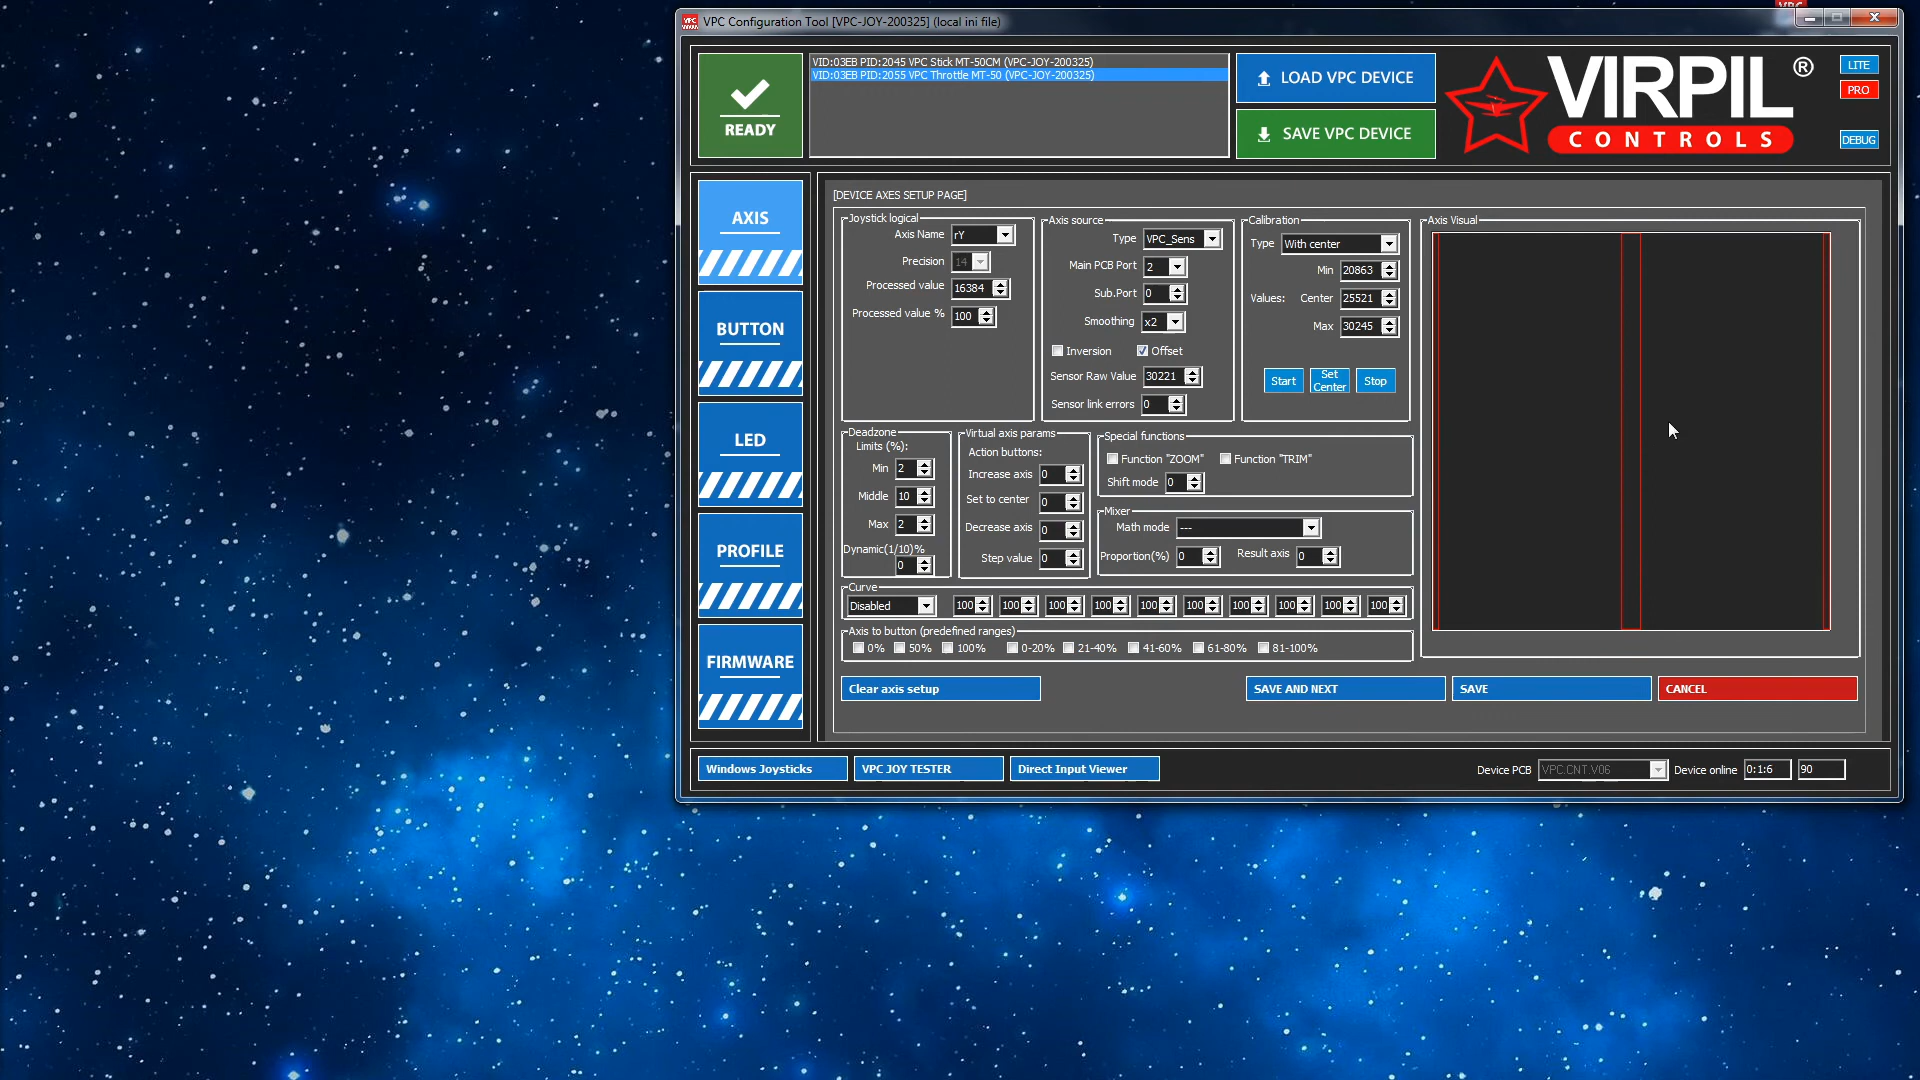 VPC Configuration Tool [VPC-JOY-200325] (local ini file)
READY
VID:03EB PID:2045 VPC Stick MT-50CM (VPC-JOY-200325)
VID:03EB PID:2055 VPC Throttle MT-50 (VPC-JOY-200325)
LOAD VPC DEVICE
SAVE VPC DEVICE
VIRPIL ®
CONTROLS
LITE
PRO
DEBUG
AXIS
BUTTON
LED
PROFILE
FIRMWARE
[DEVICE AXES SETUP PAGE]
Joystick logical
Axis Name rY
Precision 14
Processed value 16384
Processed value % 100
Axis source
Type VPC_Sens
Main PCB Port 2
Sub.Port 0
Smoothing x2
Inversion Offset
Sensor Raw Value 30221
Sensor link errors 0
Calibration
Type With center
Min 20863
Values: Center 25521
Max 30245
Start Set Center Stop
Axis Visual
Deadzone
Limits (%):
Min 2
Middle 10
Max 2
Dynamic(1/10)%
0
Virtual axis params
Action buttons:
Increase axis 0
Set to center 0
Decrease axis 0
Step value 0
Special functions
Function "ZOOM" Function "TRIM"
Shift mode 0
Mixer
Math mode ---
Proportion(%) 0 Result axis 0
Curve
Disabled 100 100 100 100 100 100 100 100 100 100
Axis to button (predefined ranges)
0% 50% 100% 0-20% 21-40% 41-60% 61-80% 81-100%
Clear axis setup SAVE AND NEXT SAVE CANCEL
Windows Joysticks VPC JOY TESTER Direct Input Viewer Device PCB VPC.CNT.V06 Device online 0:1:6 90